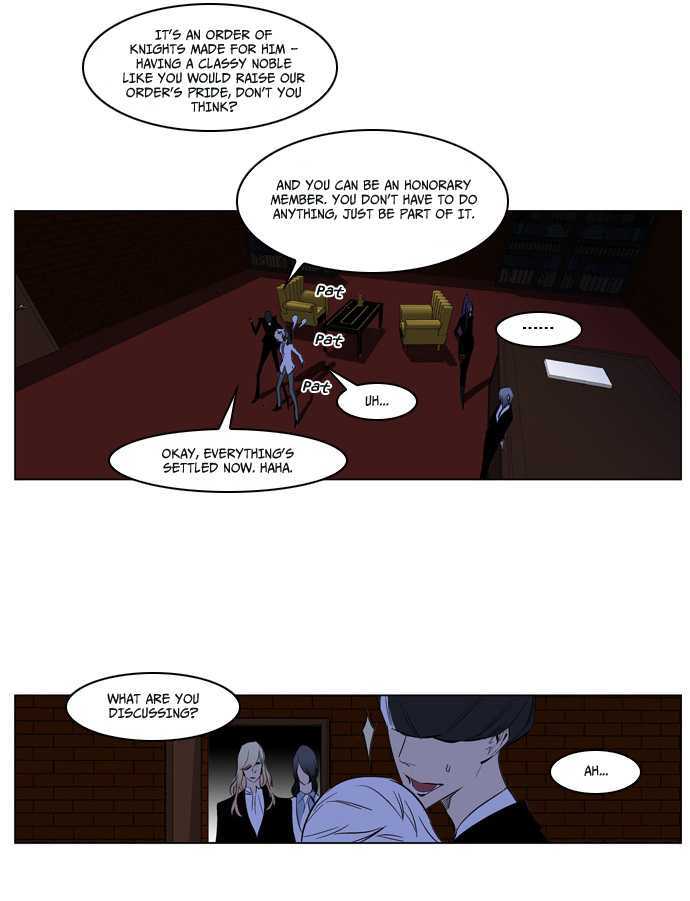 IT'S AN ORDER OF
KNIGHTS MADE FOR HIM -
HAVING A CLASSY NOBLE
LIKE YOU WOULD RAISE OUR
ORDER'S PRIDE, DON'T YOU
THINK?
AND YOU CAN BE AN HONORARY
MEMBER. YOU DON'T HAVE TO DO
ANYTHING, JUST BE PART OF IT.
Pat
......
Pat
Pat
UH...
OKAY, EVERYTHING'S
SETTLED NOW. HAHA.
WHAT ARE YOU
DISCUSSING?
AH...